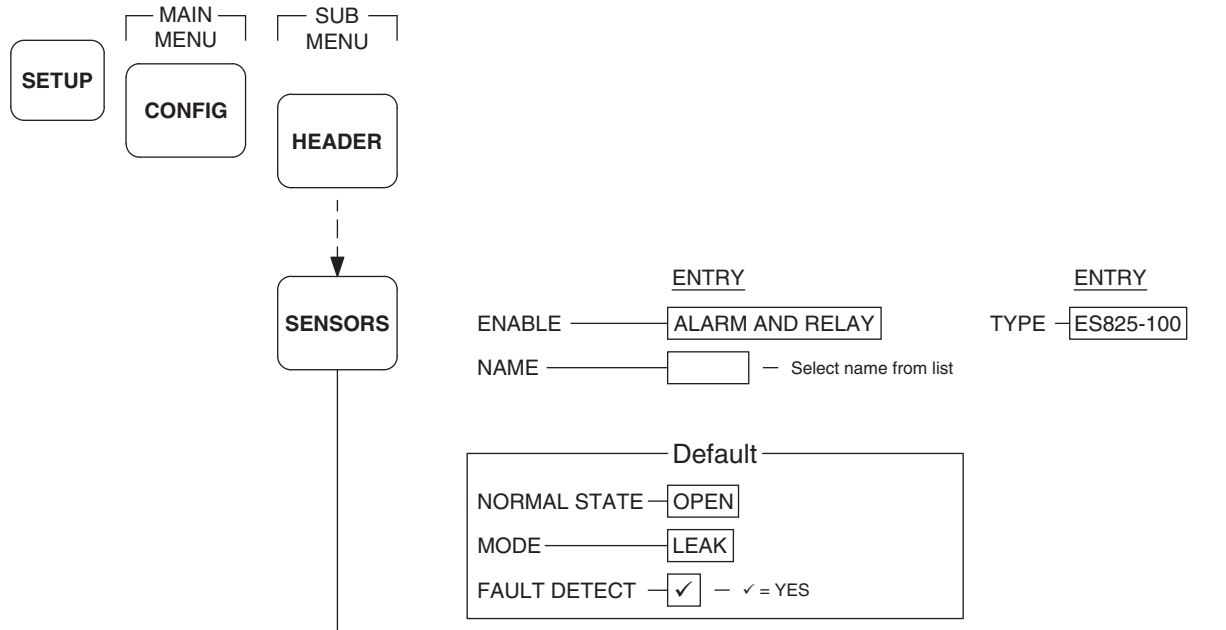 MAIN MENU
SUB MENU
SETUP
CONFIG
HEADER
SENSORS
ENTRY
ENTRY
ENABLE ALARM AND RELAY
TYPE ES825-100
NAME – Select name from list
Default
NORMAL STATE OPEN
MODE LEAK
FAULT DETECT ✓ – ✓ = YES